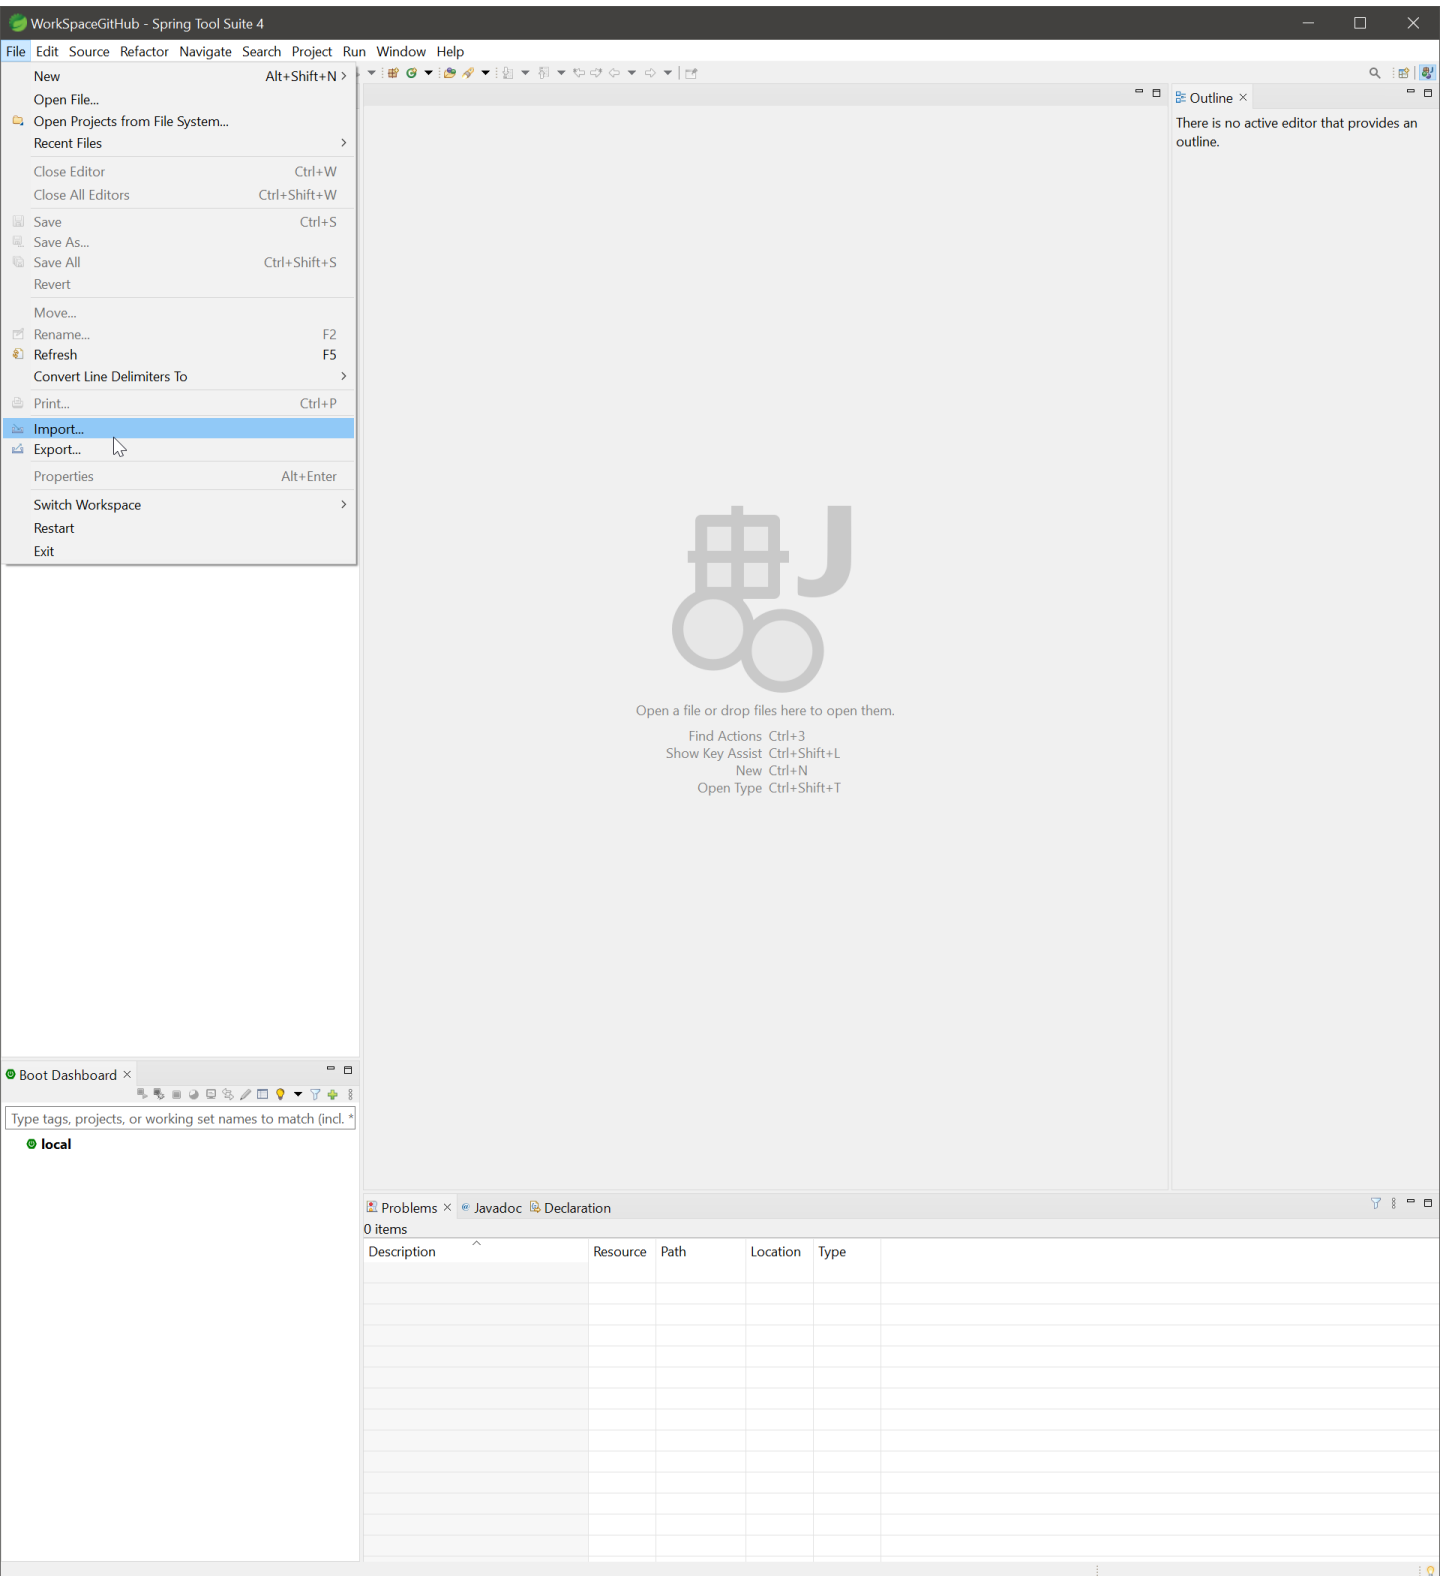 WorkSpaceGitHub - Spring Tool Suite 4
File Edit Source Refactor Navigate Search Project Run Window Help
New Alt+Shift+N
Open File...
Open Projects from File System...
Recent Files
Close Editor Ctrl+W
Close All Editors Ctrl+Shift+W
Save Ctrl+S
Save As...
Save All Ctrl+Shift+S
Revert
Move...
Rename... F2
Refresh F5
Convert Line Delimiters To
Print... Ctrl+P
Import...
Export...
Properties Alt+Enter
Switch Workspace
Restart
Exit
Outline
There is no active editor that provides an
outline.
J
Open a file or drop files here to open them.
Find Actions Ctrl+3
Show Key Assist Ctrl+Shift+L
New Ctrl+N
Open Type Ctrl+Shift+T
Boot Dashboard
Type tags, projects, or working set names to match (incl. *
local
Problems Javadoc Declaration
0 items
Description Resource Path Location Type